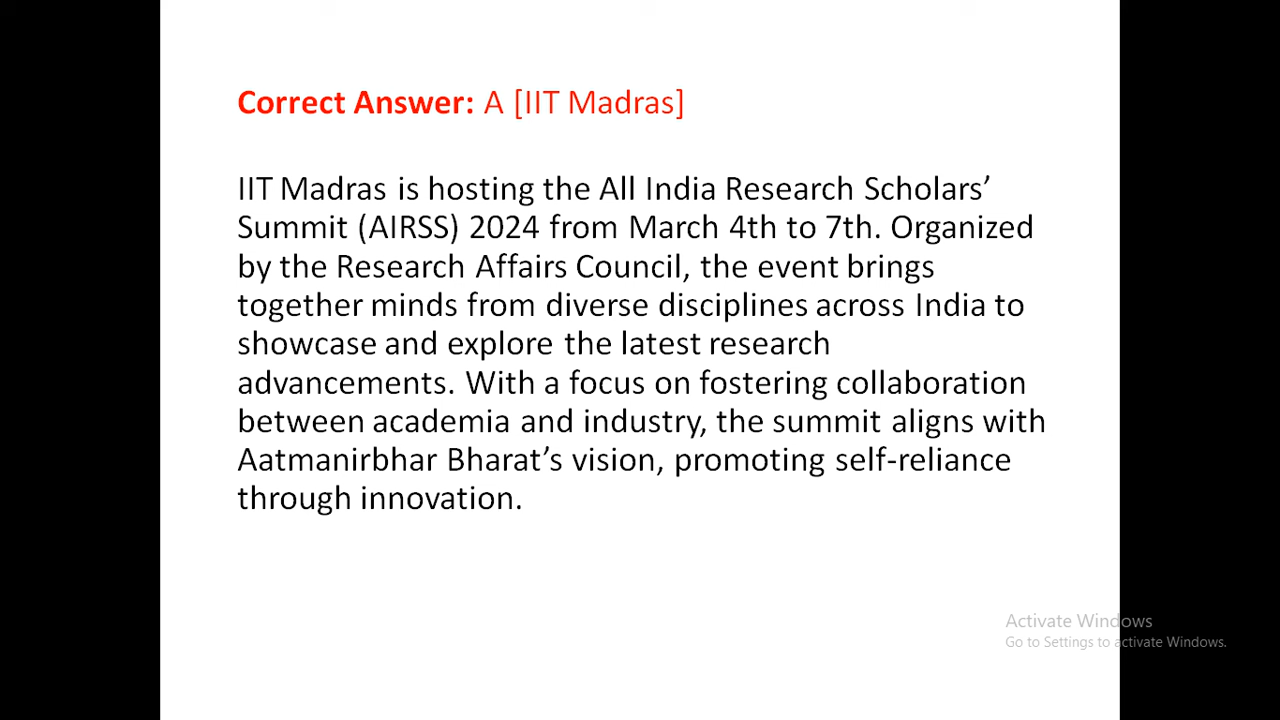 Correct Answer: A [IIT Madras]
IIT Madras is hosting the All India Research Scholars’
Summit (AIRSS) 2024 from March 4th to 7th. Organized
by the Research Affairs Council, the event brings
together minds from diverse disciplines across India to
showcase and explore the latest research
advancements. With a focus on fostering collaboration
between academia and industry, the summit aligns with
Aatmanirbhar Bharat’s vision, promoting self-reliance
through innovation.
Activate Windows
Go to Settings to activate Windows.